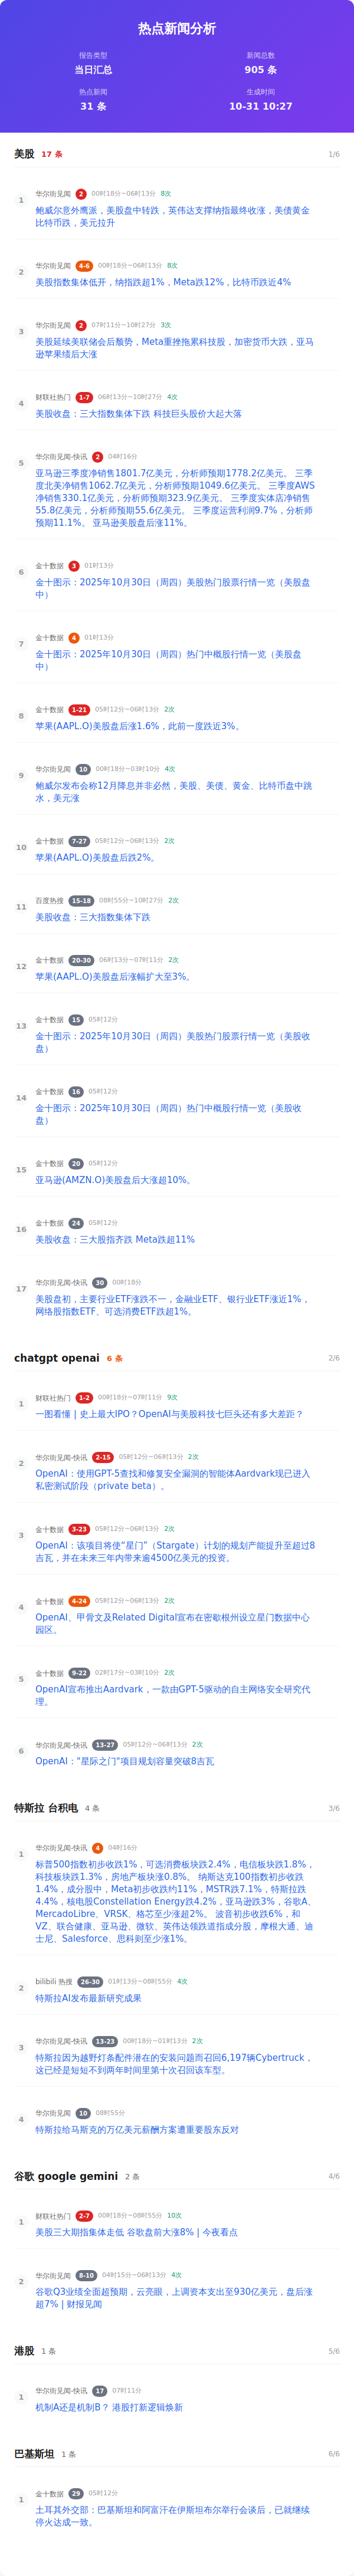 热点新闻分析
报告类型
当日汇总
新闻总数
905 条
热点新闻
31 条
生成时间
10-31 10:27
美股 17 条 1/6
1 华尔街见闻 2 00时18分~06时13分 8次
鲍威尔意外鹰派，美股盘中转跌，英伟达支撑纳指最终收涨，美债黄金
比特币跌，美元拉升
2 华尔街见闻 4-6 00时18分~06时13分 8次
美股指数集体低开，纳指跌超1%，Meta跌12%，比特币跌近4%
3 华尔街见闻 2 07时11分~10时27分 3次
美股延续美联储会后颓势，Meta重挫拖累科技股，加密货币大跌，亚马
逊苹果绩后大涨
4 财联社热门 1-7 06时13分~10时27分 4次
美股收盘：三大指数集体下跌 科技巨头股价大起大落
5 华尔街见闻-快讯 2 04时16分
亚马逊三季度净销售1801.7亿美元，分析师预期1778.2亿美元。 三季
度北美净销售1062.7亿美元，分析师预期1049.6亿美元。 三季度AWS
净销售330.1亿美元，分析师预期323.9亿美元。 三季度实体店净销售
55.8亿美元，分析师预期55.6亿美元。 三季度运营利润9.7%，分析师
预期11.1%。 亚马逊美股盘后涨11%。
6 金十数据 3 01时13分
金十图示：2025年10月30日（周四）美股热门股票行情一览（美股盘
中）
7 金十数据 4 01时13分
金十图示：2025年10月30日（周四）热门中概股行情一览（美股盘
中）
8 金十数据 1-21 05时12分~06时13分 2次
苹果(AAPL.O)美股盘后涨1.6%，此前一度跌近3%。
9 华尔街见闻 10 00时18分~03时10分 4次
鲍威尔发布会称12月降息并非必然，美股、美债、黄金、比特币盘中跳
水，美元涨
10 金十数据 7-27 05时12分~06时13分 2次
苹果(AAPL.O)美股盘后跌2%。
11 百度热搜 15-18 08时55分~10时27分 2次
美股收盘：三大指数集体下跌
12 金十数据 20-30 06时13分~07时11分 2次
苹果(AAPL.O)美股盘后涨幅扩大至3%。
13 金十数据 15 05时12分
金十图示：2025年10月30日（周四）美股热门股票行情一览（美股收
盘）
14 金十数据 16 05时12分
金十图示：2025年10月30日（周四）热门中概股行情一览（美股收
盘）
15 金十数据 20 05时12分
亚马逊(AMZN.O)美股盘后大涨超10%。
16 金十数据 24 05时12分
美股收盘：三大股指齐跌 Meta跌超11%
17 华尔街见闻-快讯 30 00时18分
美股盘初，主要行业ETF涨跌不一，金融业ETF、银行业ETF涨近1%，
网络股指数ETF、可选消费ETF跌超1%。
chatgpt openai 6 条 2/6
1 财联社热门 1-2 00时18分~07时11分 9次
一图看懂 | 史上最大IPO？OpenAI与美股科技七巨头还有多大差距？
2 华尔街见闻-快讯 2-15 05时12分~06时13分 2次
OpenAI：使用GPT-5查找和修复安全漏洞的智能体Aardvark现已进入
私密测试阶段（private beta）。
3 金十数据 3-23 05时12分~06时13分 2次
OpenAI：该项目将使“星门”（Stargate）计划的规划产能提升至超过8
吉瓦，并在未来三年内带来逾4500亿美元的投资。
4 金十数据 4-24 05时12分~06时13分 2次
OpenAI、甲骨文及Related Digital宣布在密歇根州设立星门数据中心
园区。
5 金十数据 9-22 02时17分~03时10分 2次
OpenAI宣布推出Aardvark，一款由GPT-5驱动的自主网络安全研究代
理。
6 华尔街见闻-快讯 13-27 05时12分~06时13分 2次
OpenAI："星际之门"项目规划容量突破8吉瓦
特斯拉 台积电 4 条 3/6
1 华尔街见闻-快讯 4 04时16分
标普500指数初步收跌1%，可选消费板块跌2.4%，电信板块跌1.8%，
科技板块跌1.3%，房地产板块涨0.8%。 纳斯达克100指数初步收跌
1.4%，成分股中，Meta初步收跌约11%，MSTR跌7.1%，特斯拉跌
4.4%，核电股Constellation Energy跌4.2%，亚马逊跌3%，谷歌A、
MercadoLibre、VRSK、格芯至少涨超2%。 波音初步收跌6%，和
VZ、联合健康、亚马逊、微软、英伟达领跌道指成分股，摩根大通、迪
士尼、Salesforce、思科则至少涨1%。
2 bilibili 热搜 26-30 01时13分~08时55分 4次
特斯拉AI发布最新研究成果
3 华尔街见闻-快讯 13-23 00时18分~01时13分 2次
特斯拉因为越野灯条配件潜在的安装问题而召回6,197辆Cybertruck，
这已经是短短不到两年时间里第十次召回该车型。
4 华尔街见闻 10 08时55分
特斯拉给马斯克的万亿美元薪酬方案遭重要股东反对
谷歌 google gemini 2 条 4/6
1 财联社热门 2-7 00时18分~08时55分 10次
美股三大期指集体走低 谷歌盘前大涨8% | 今夜看点
2 华尔街见闻 8-10 04时15分~06时13分 4次
谷歌Q3业绩全面超预期，云亮眼，上调资本支出至930亿美元，盘后涨
超7% | 财报见闻
港股 1 条 5/6
1 华尔街见闻-快讯 17 07时11分
机制A还是机制B？ 港股打新逻辑焕新
巴基斯坦 1 条 6/6
1 金十数据 29 05时12分
土耳其外交部：巴基斯坦和阿富汗在伊斯坦布尔举行会谈后，已就继续
停火达成一致。